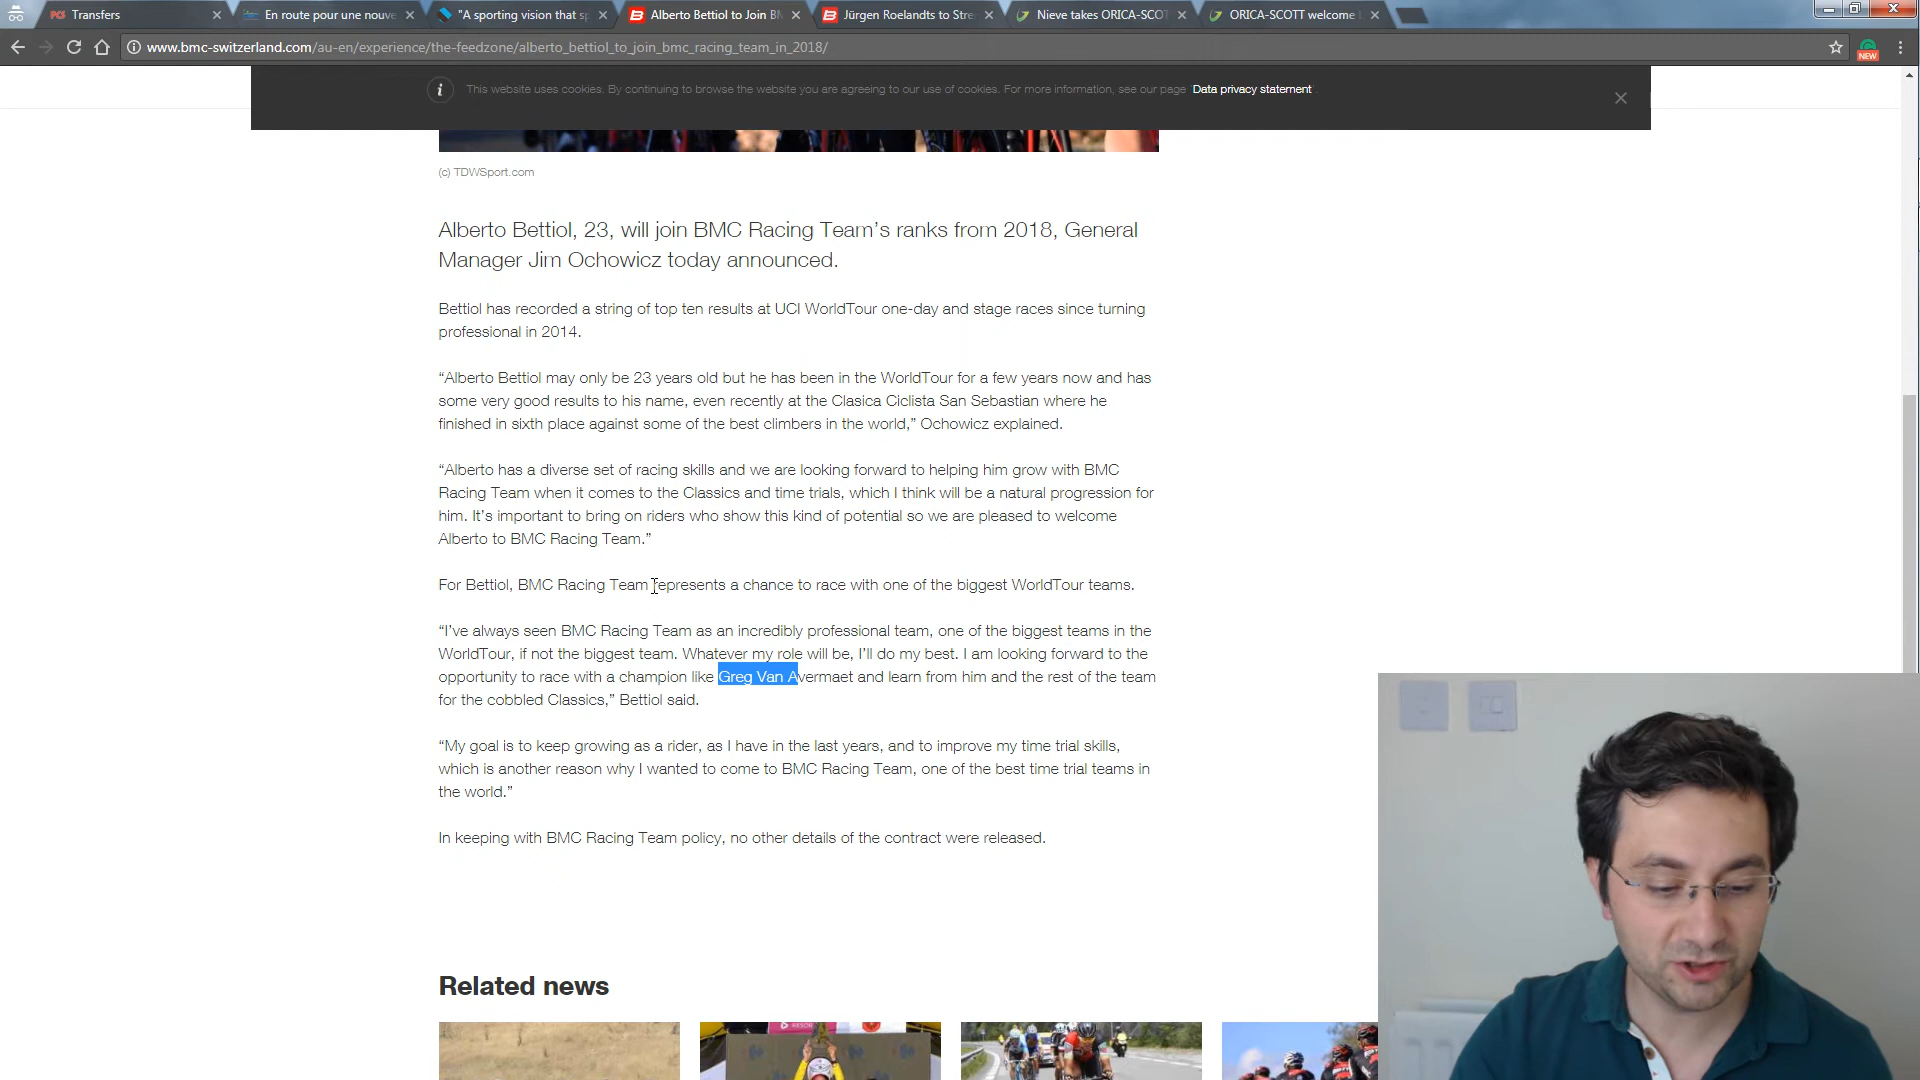 Transfers
En route pour une nouve
"A sporting vision that sp
Alberto Bettiol to Join BM
Jürgen Roelandts to Stre
Nieve takes ORICA-SCOT
ORICA-SCOTT welcome
www.bmc-switzerland.com/au-en/experience/the-feedzone/alberto_bettiol_to_join_bmc_racing_team_in_2018/
NEW
This website uses cookies. By continuing to browse the website you are agreeing to our use of cookies. For more information, see our page Data privacy statement .
(c) TDWSport.com
Alberto Bettiol, 23, will join BMC Racing Team’s ranks from 2018, General
Manager Jim Ochowicz today announced.
Bettiol has recorded a string of top ten results at UCI WorldTour one-day and stage races since turning
professional in 2014.
“Alberto Bettiol may only be 23 years old but he has been in the WorldTour for a few years now and has
some very good results to his name, even recently at the Clasica Ciclista San Sebastian where he
finished in sixth place against some of the best climbers in the world,” Ochowicz explained.
“Alberto has a diverse set of racing skills and we are looking forward to helping him grow with BMC
Racing Team when it comes to the Classics and time trials, which I think will be a natural progression for
him. It’s important to bring on riders who show this kind of potential so we are pleased to welcome
Alberto to BMC Racing Team.”
For Bettiol, BMC Racing Team represents a chance to race with one of the biggest WorldTour teams.
“I’ve always seen BMC Racing Team as an incredibly professional team, one of the biggest teams in the
WorldTour, if not the biggest team. Whatever my role will be, I’ll do my best. I am looking forward to the
opportunity to race with a champion like Greg Van Avermaet and learn from him and the rest of the team
for the cobbled Classics,” Bettiol said.
“My goal is to keep growing as a rider, as I have in the last years, and to improve my time trial skills,
which is another reason why I wanted to come to BMC Racing Team, one of the best time trial teams in
the world.”
In keeping with BMC Racing Team policy, no other details of the contract were released.
Related news